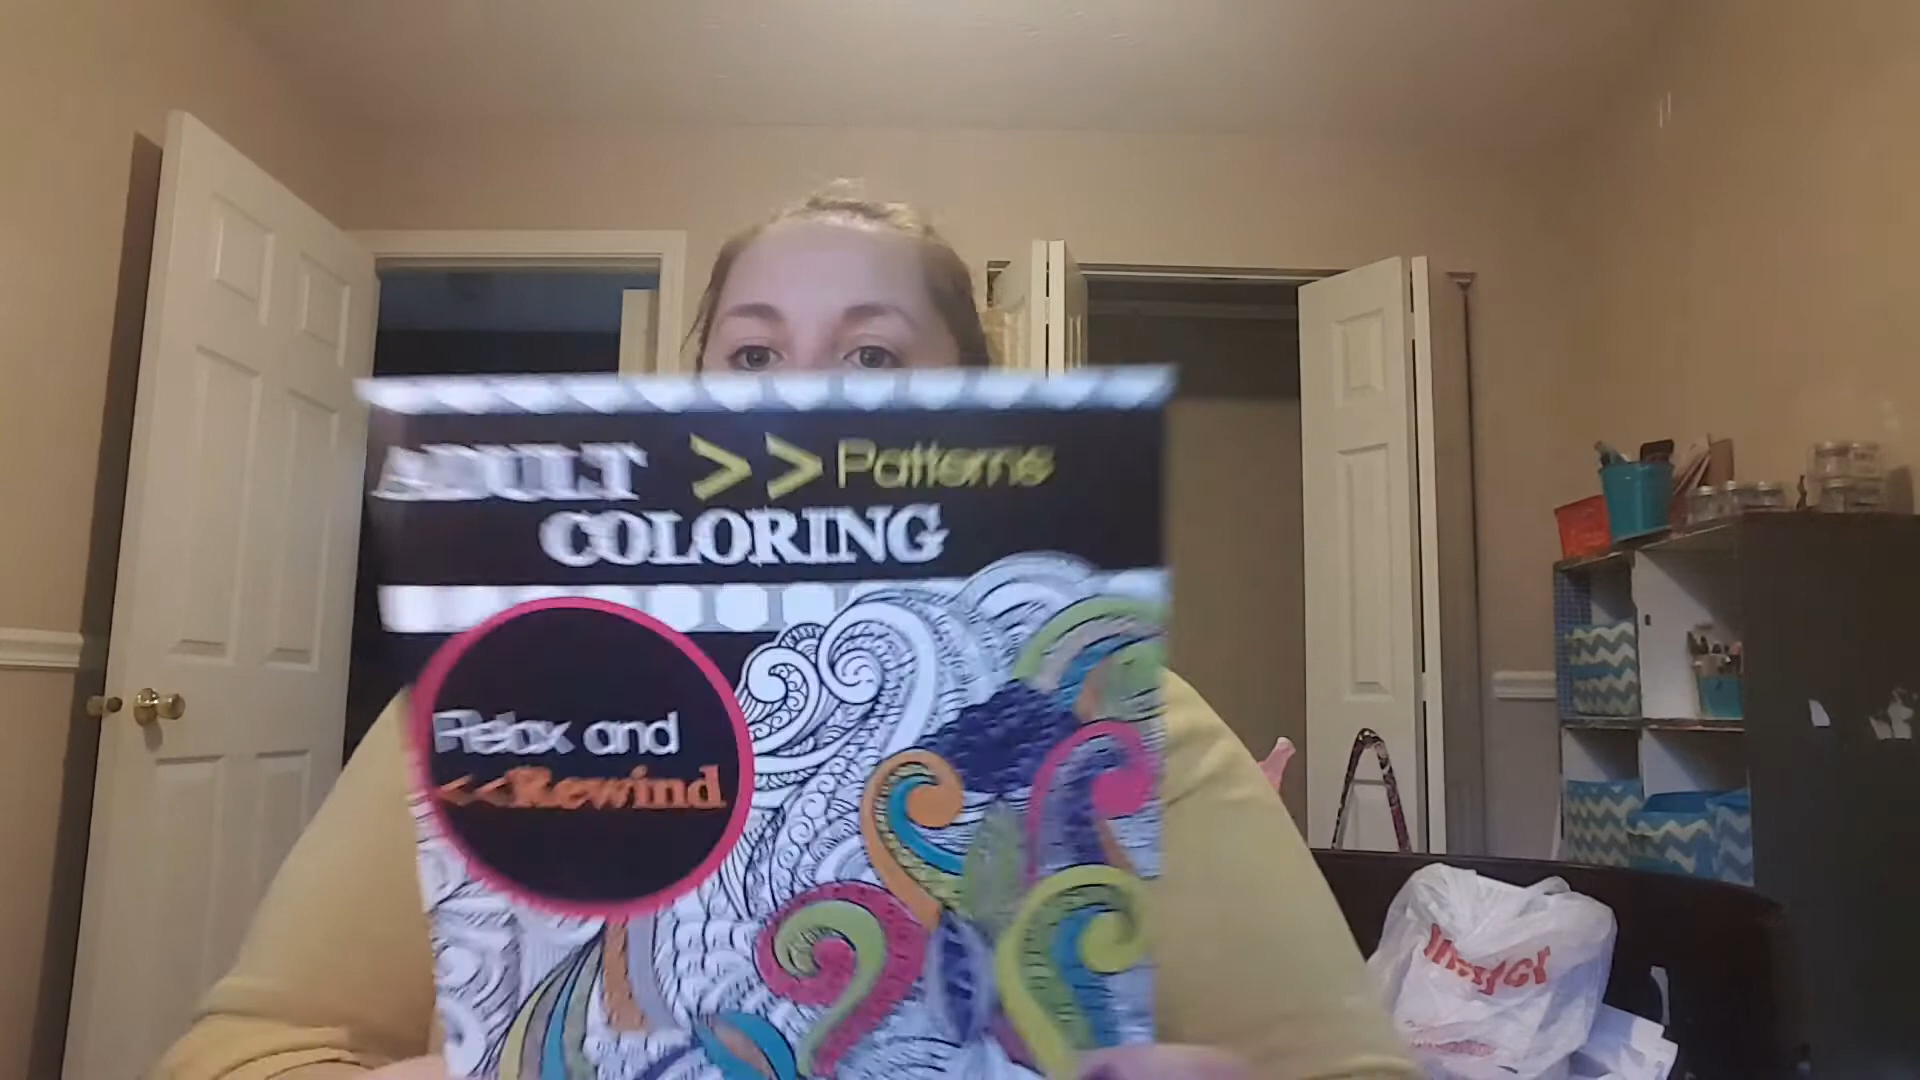 ADULT >> Patterns
COLORING
Relax and
<<Rewind